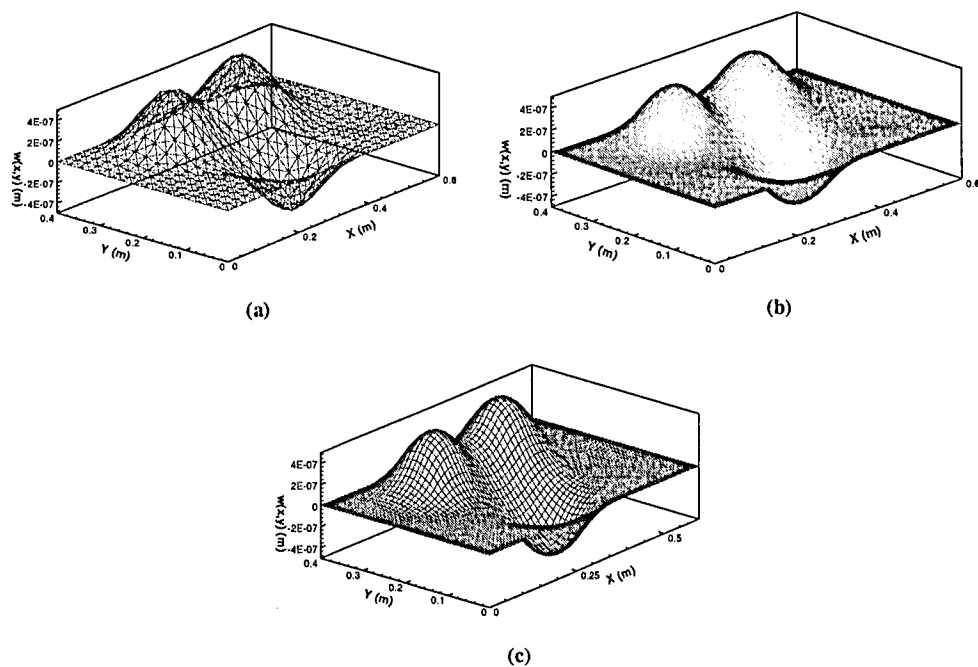 4E-07
2E-07
0
-2E-07
-4E-07
w(x,y) (m)
0.4
0.3
0.2
0.1
0
Y (m)
0
0.2
0.4
0.6
X (m)
(a)
4E-07
2E-07
0
-2E-07
-4E-07
w(x,y) (m)
0.4
0.3
0.2
0.1
0
Y (m)
0
0.2
0.4
0.6
X (m)
(b)
4E-07
2E-07
0
-2E-07
-4E-07
w(x,y) (m)
0.4
0.3
0.2
0.1
0
Y (m)
0
0.25
0.5
X (m)
(c)